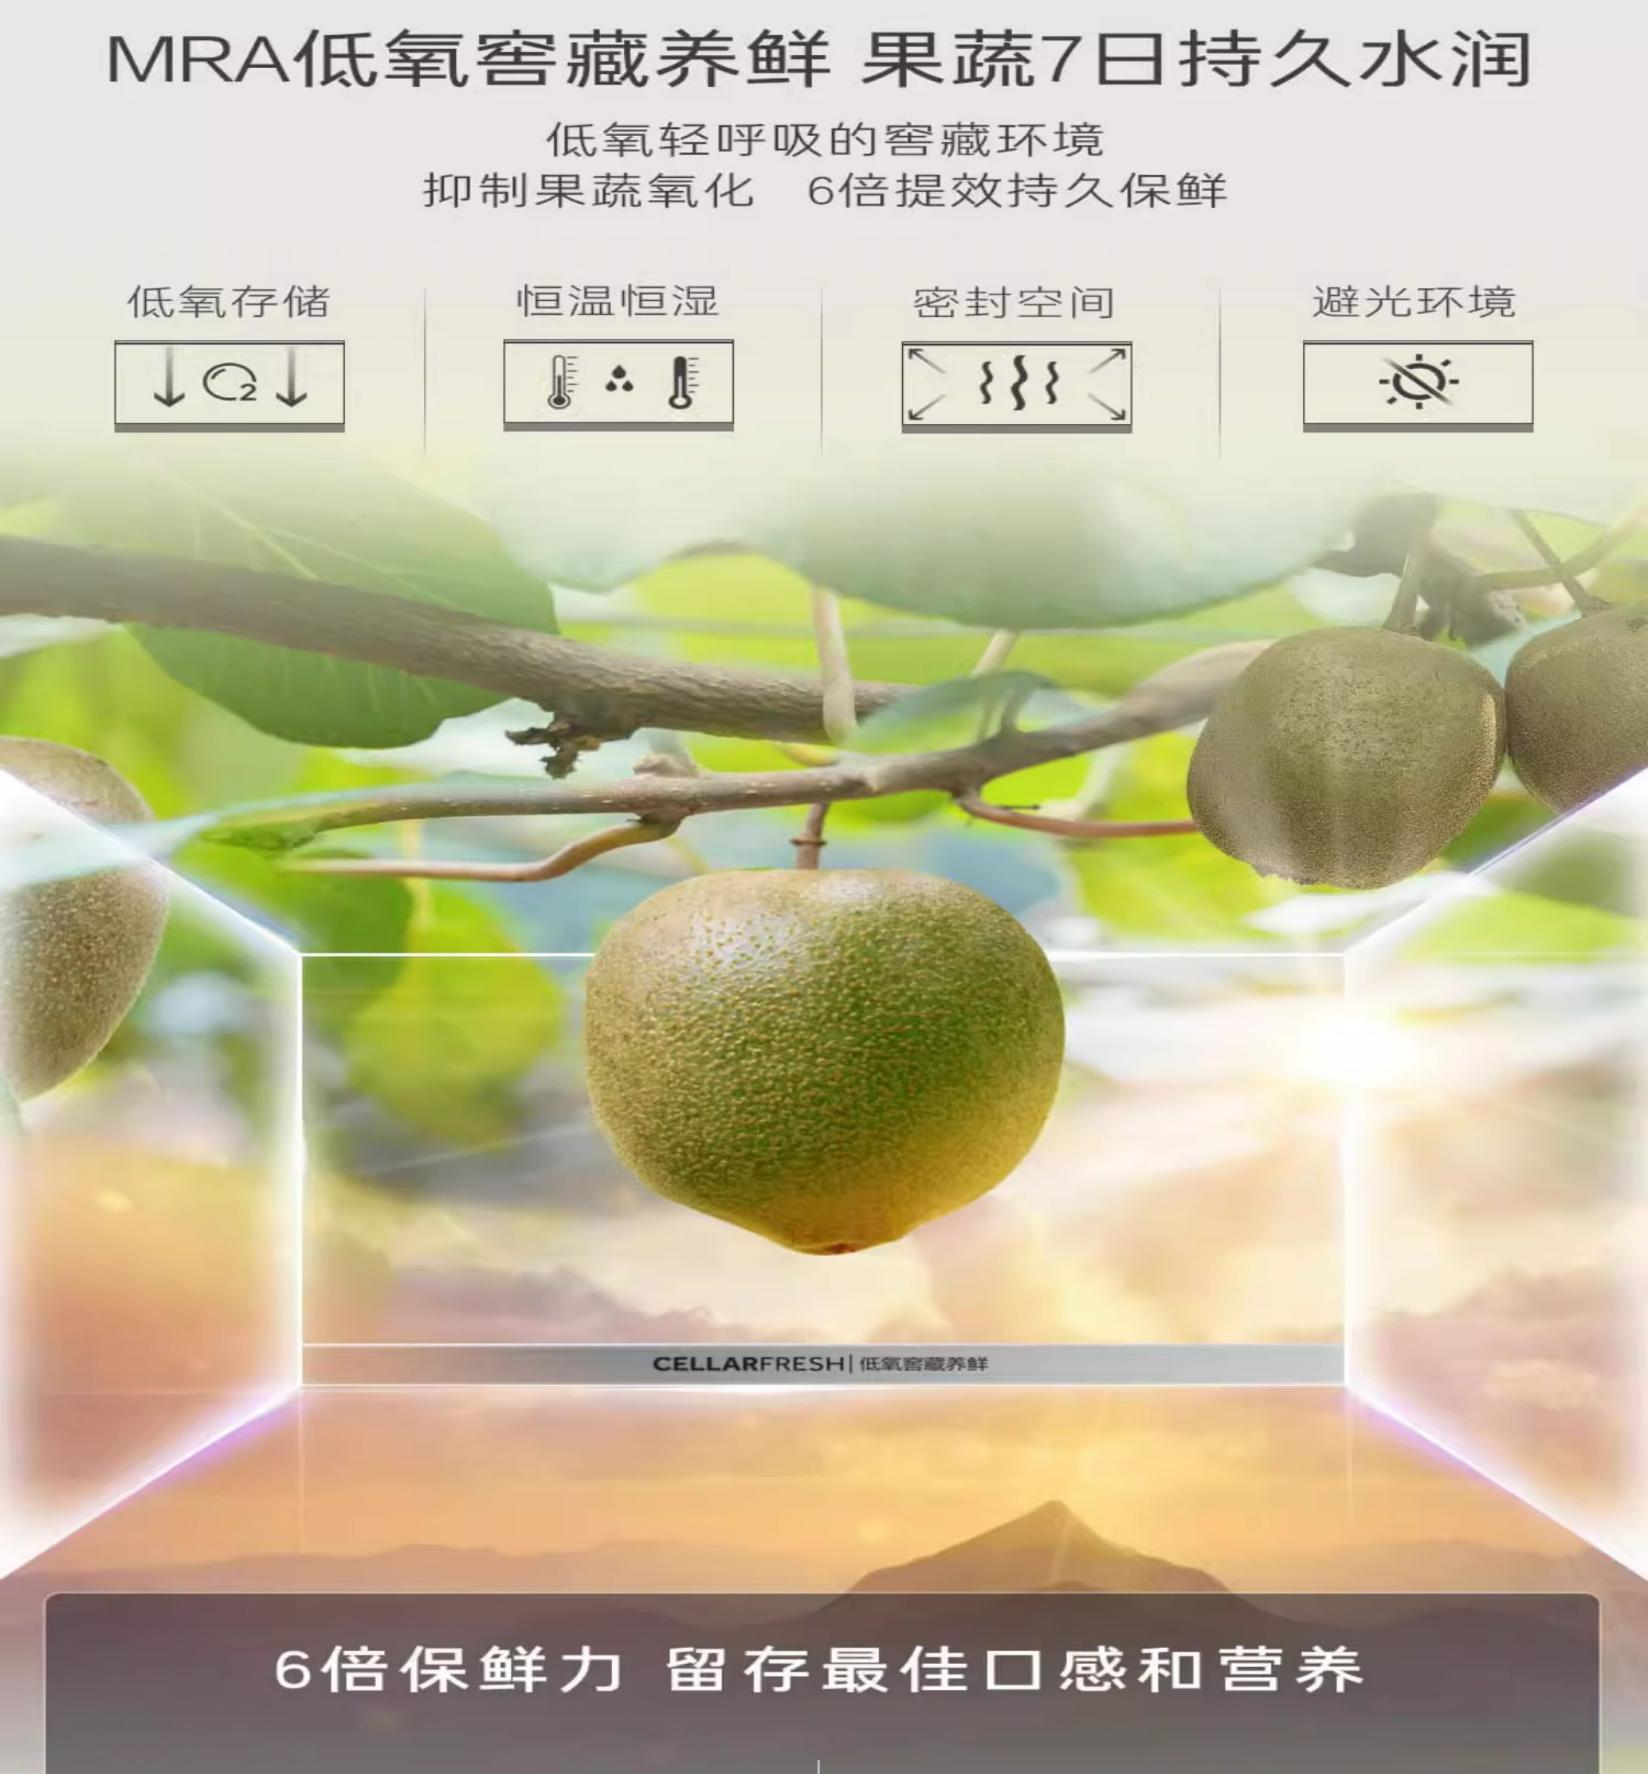 MRA低氧窖藏养鲜 果蔬7日持久水润
低氧轻呼吸的窖藏环境
抑制果蔬氧化 6倍提效持久保鲜
低氧存储
恒温恒湿
密封空间
避光环境
O2
CELLARFRESH|低氧窖藏养鲜
6倍保鲜力 留存最佳口感和营养